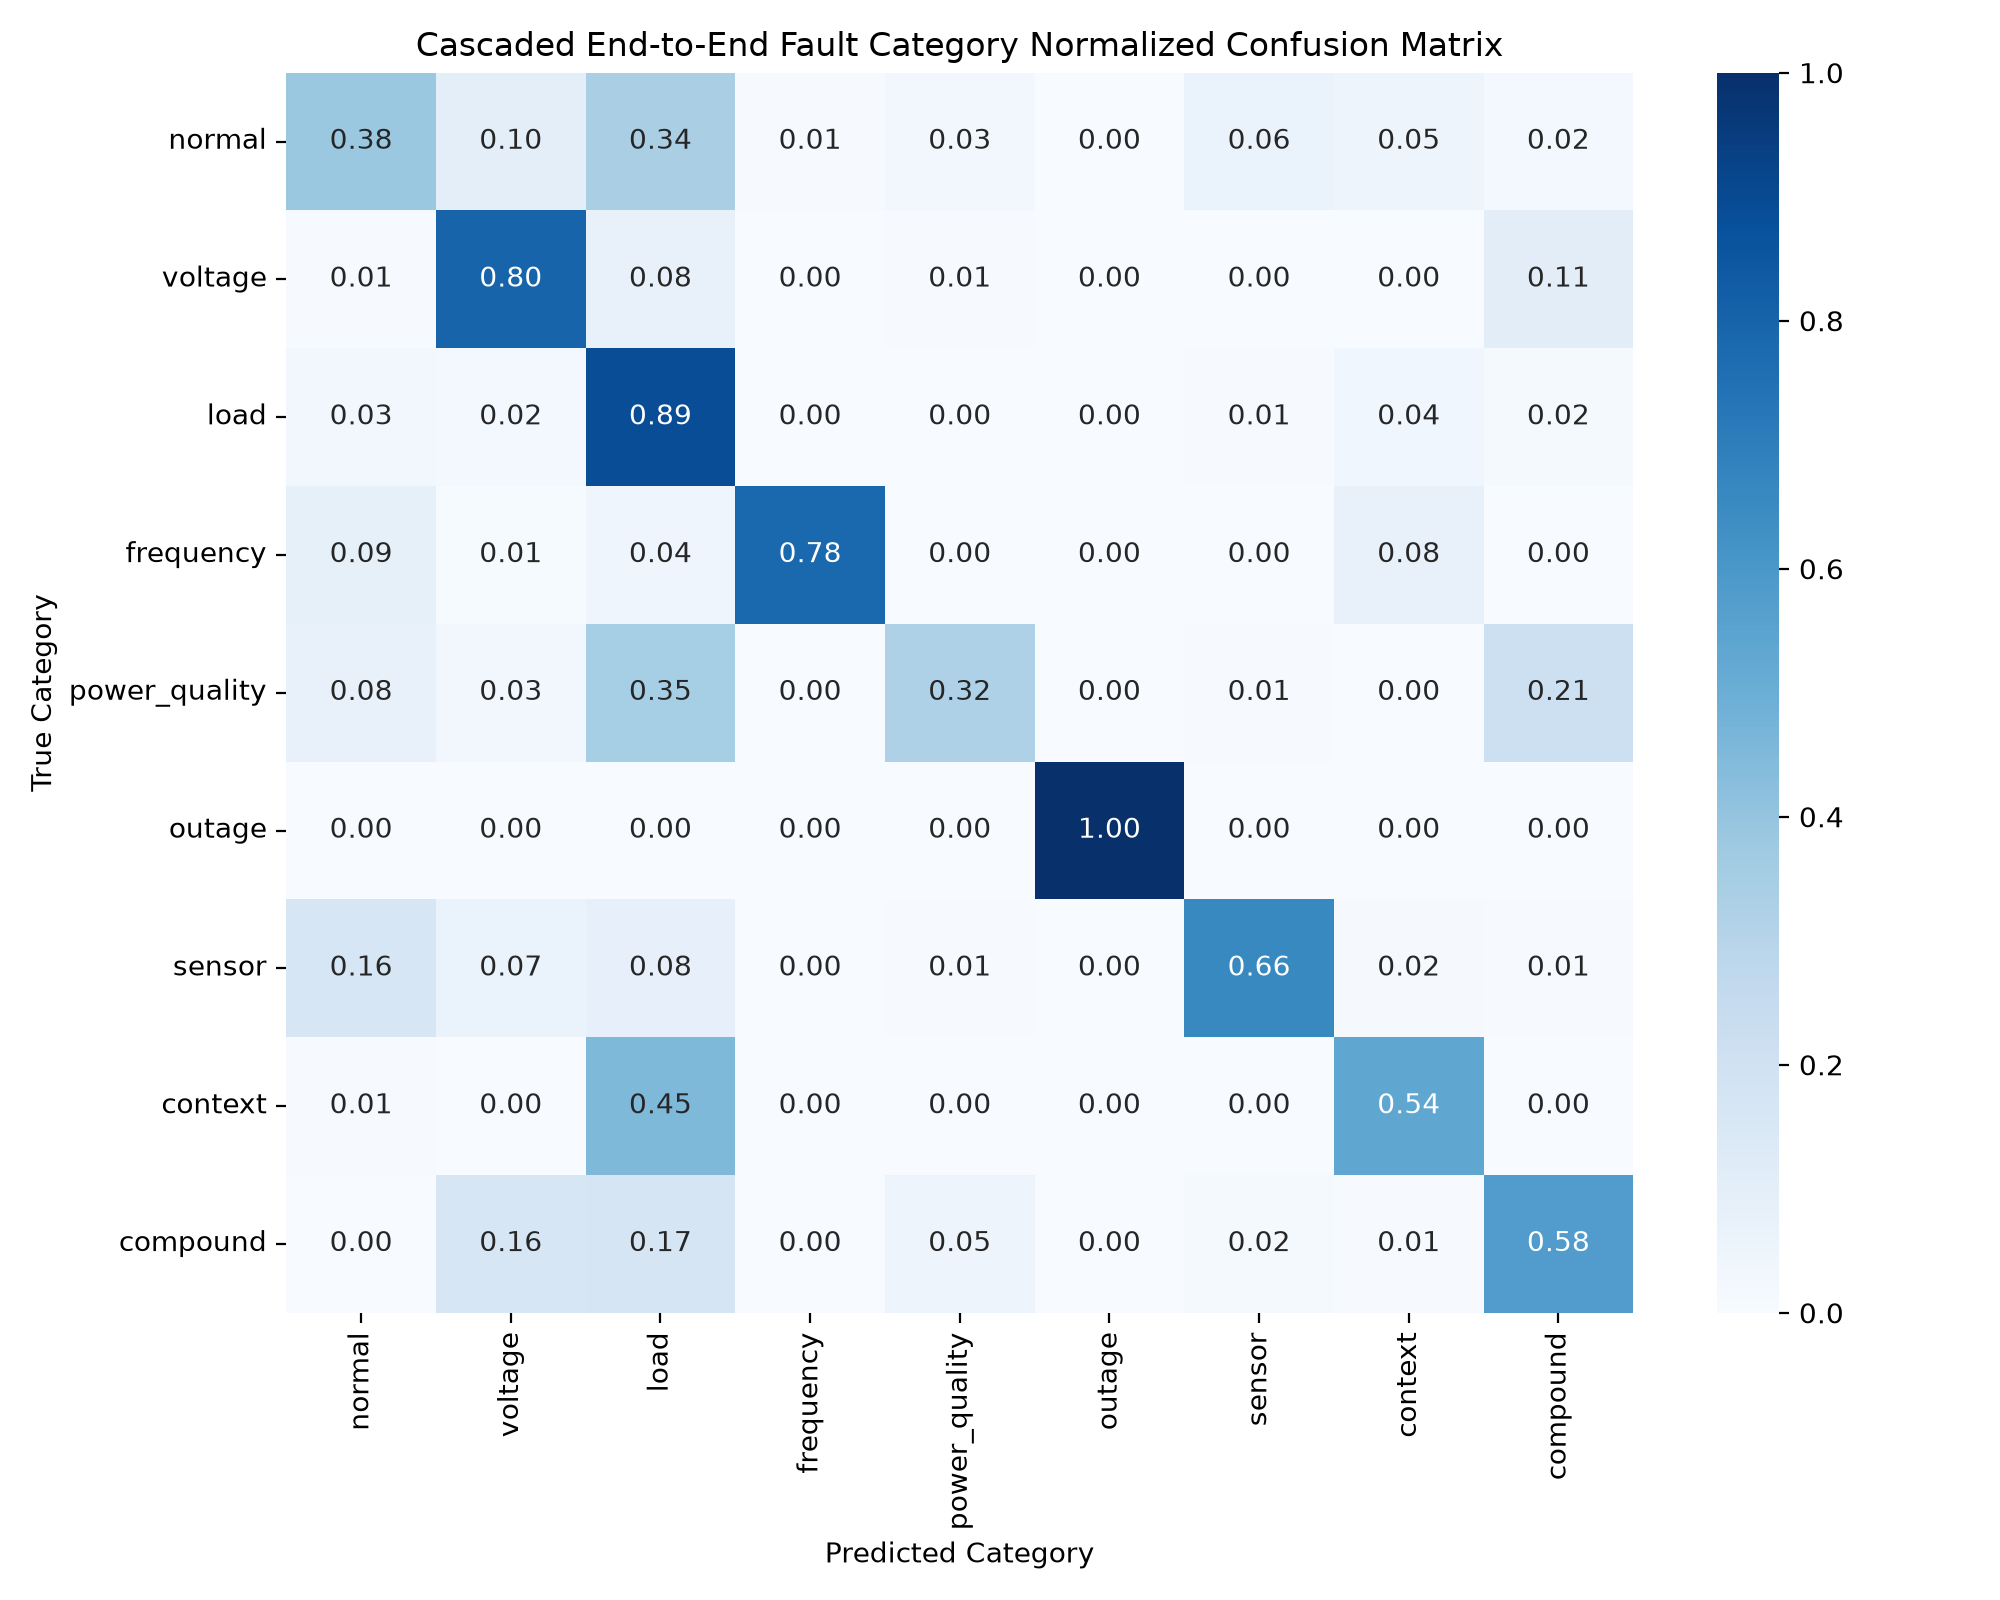 Cascaded End-to-End Fault Category Normalized Confusion Matrix
True Category
normal 0.38 0.10 0.34 0.01 0.03 0.00 0.06 0.05 0.02
voltage 0.01 0.80 0.08 0.00 0.01 0.00 0.00 0.00 0.11
load 0.03 0.02 0.89 0.00 0.00 0.00 0.01 0.04 0.02
frequency 0.09 0.01 0.04 0.78 0.00 0.00 0.00 0.08 0.00
power_quality 0.08 0.03 0.35 0.00 0.32 0.00 0.01 0.00 0.21
outage 0.00 0.00 0.00 0.00 0.00 1.00 0.00 0.00 0.00
sensor 0.16 0.07 0.08 0.00 0.01 0.00 0.66 0.02 0.01
context 0.01 0.00 0.45 0.00 0.00 0.00 0.00 0.54 0.00
compound 0.00 0.16 0.17 0.00 0.05 0.00 0.02 0.01 0.58
normal voltage load frequency power_quality outage sensor context compound
Predicted Category
1.0
0.8
0.6
0.4
0.2
0.0